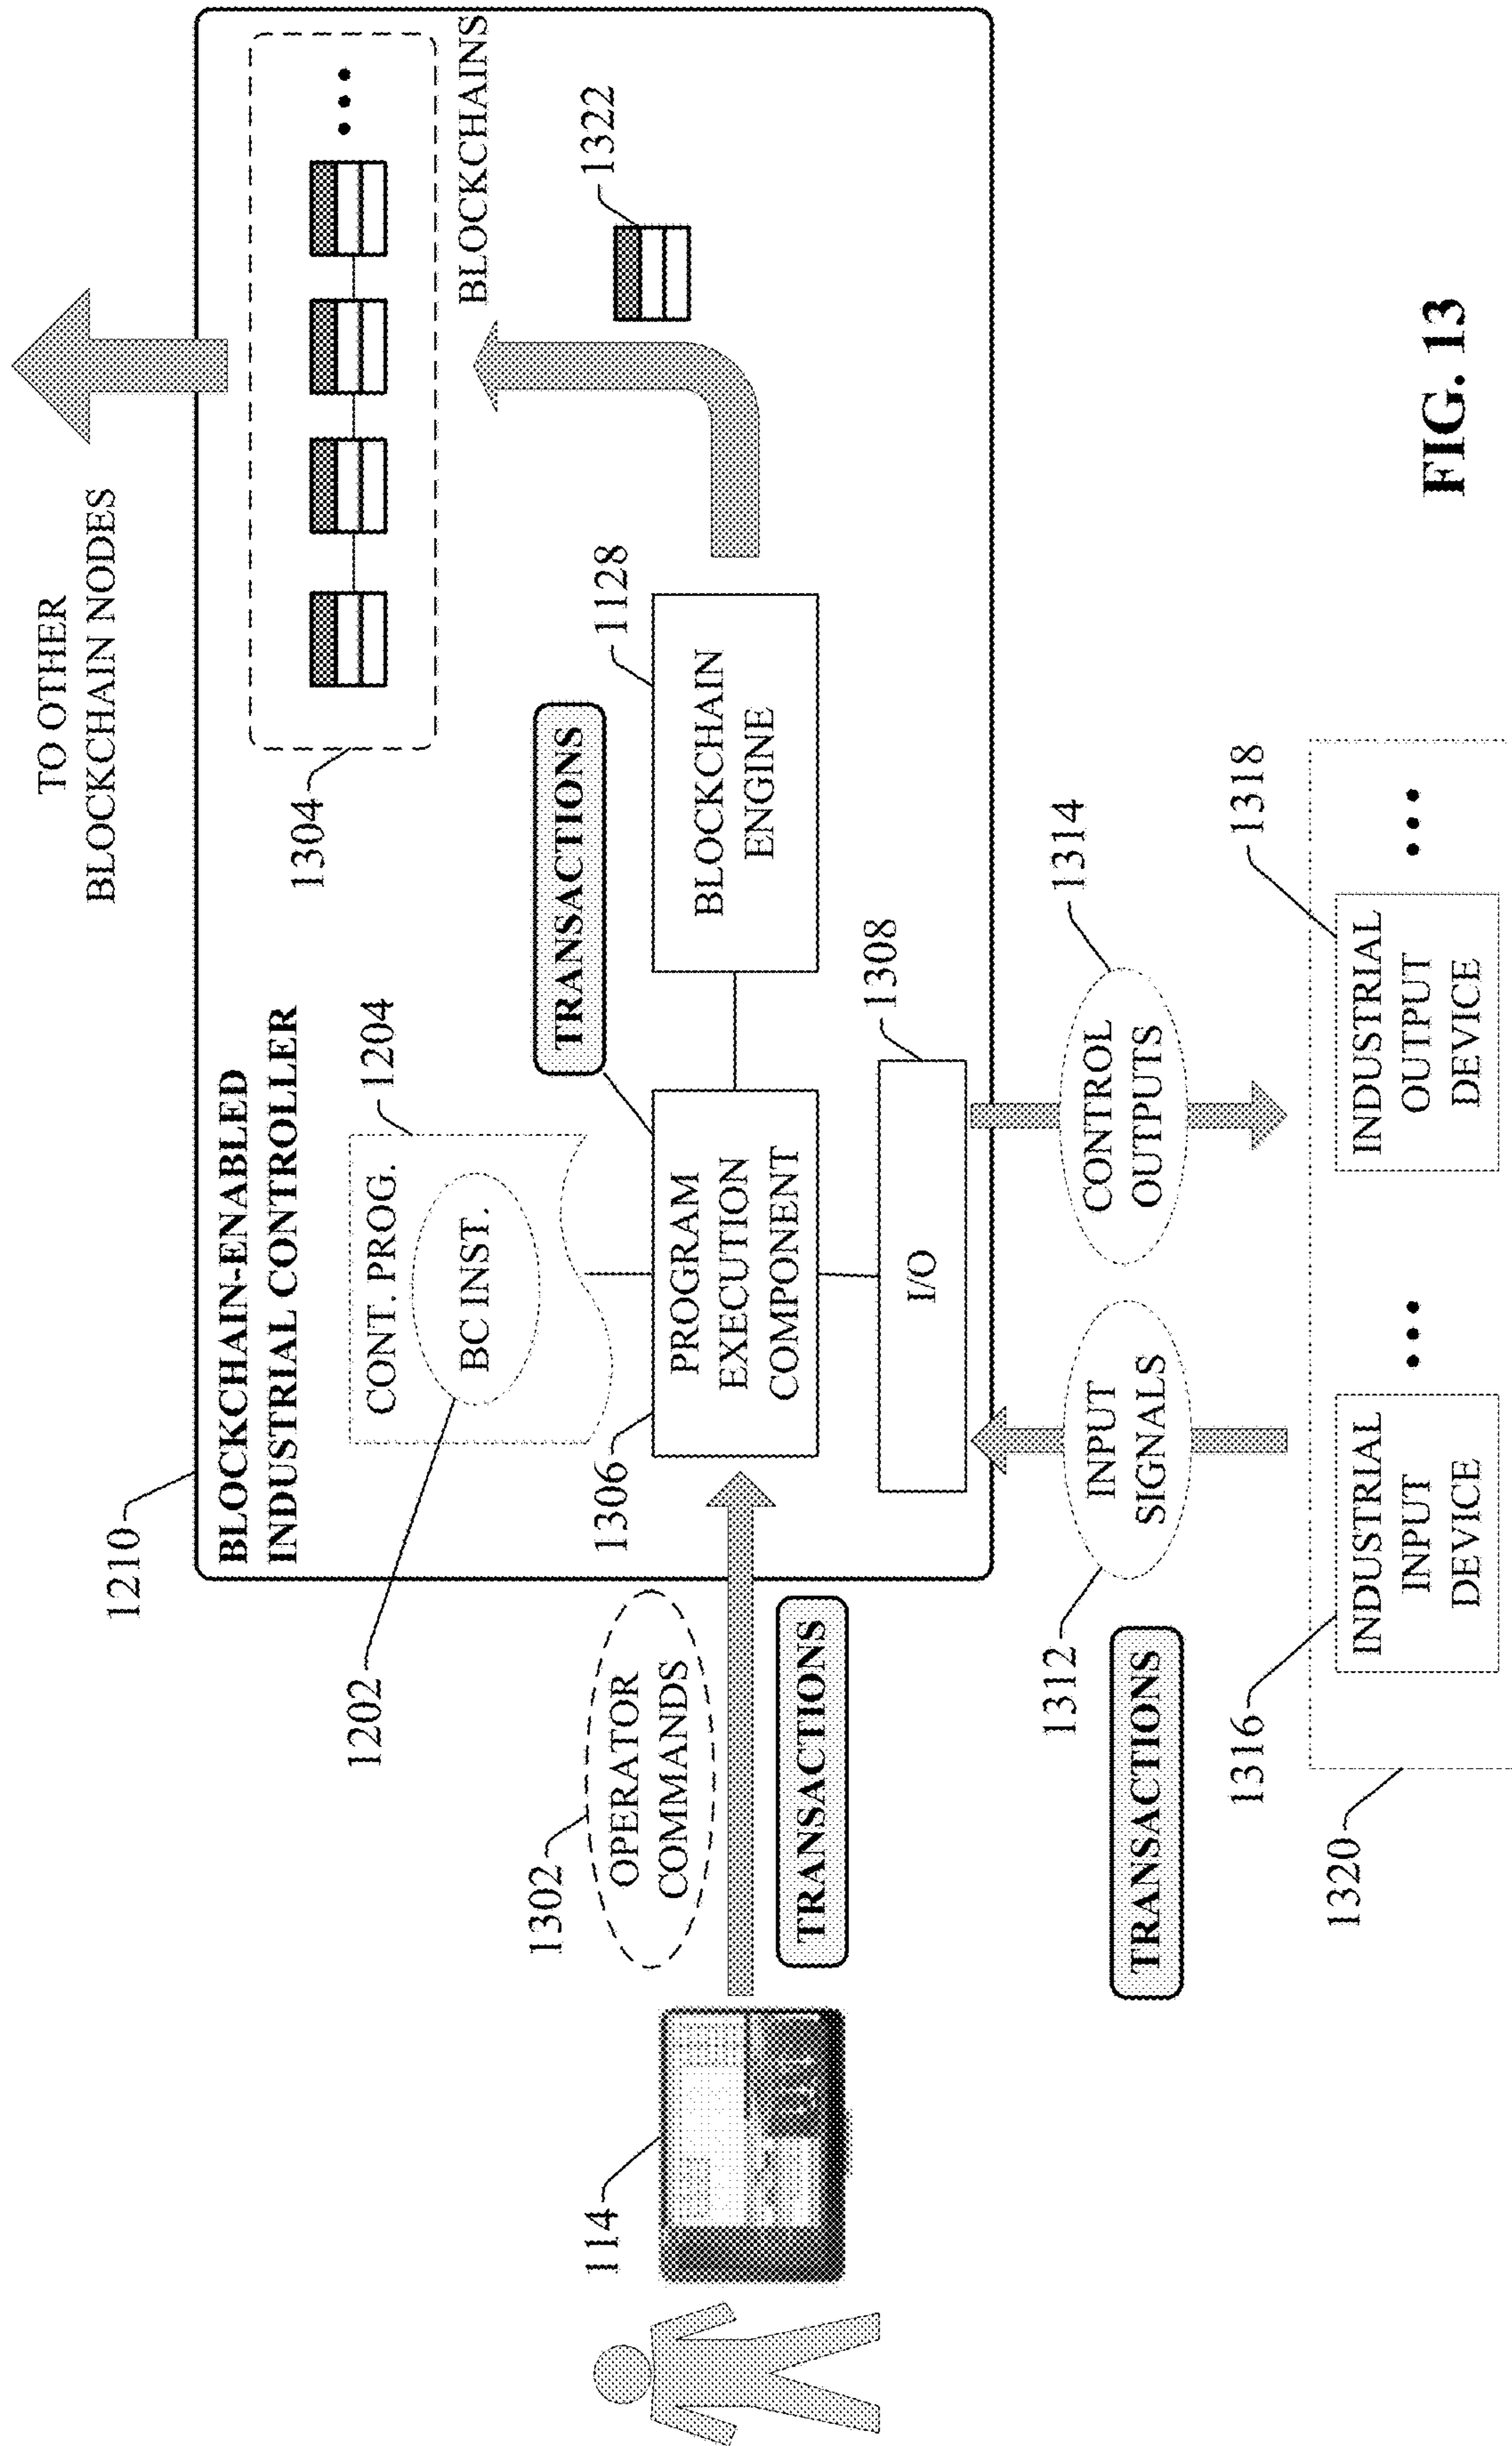 TO OTHER
BLOCKCHAIN NODES
1210
BLOCKCHAIN-ENABLED
INDUSTRIAL CONTROLLER
1304
BLOCKCHAINS
1202
1204
CONT. PROG.
BC INST.
TRANSACTIONS
1128
1322
1302
OPERATOR
COMMANDS
1306
PROGRAM
EXECUTION
COMPONENT
BLOCKCHAIN
ENGINE
114
TRANSACTIONS
1308
I/O
1312
INPUT
SIGNALS
CONTROL
OUTPUTS
1314
TRANSACTIONS
1316
1318
INDUSTRIAL
INPUT
DEVICE
INDUSTRIAL
OUTPUT
DEVICE
1320
FIG. 13